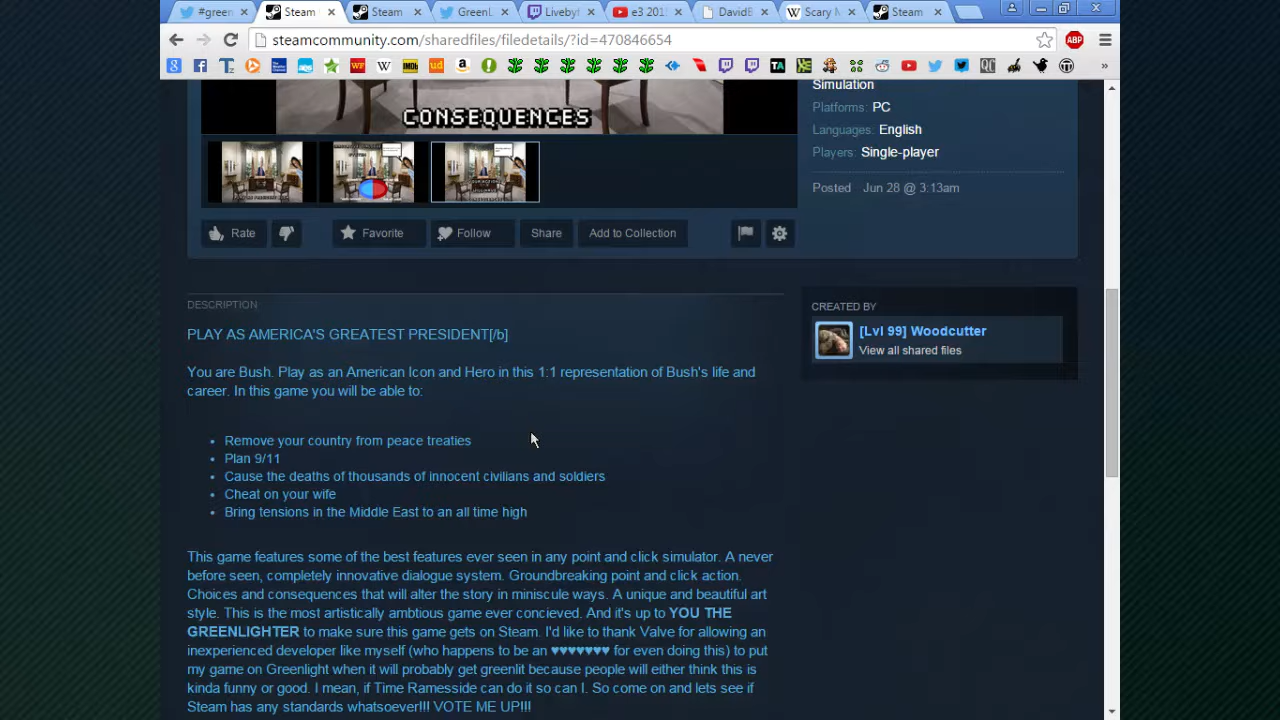 #green
Steam
Steam
GreenL
Liveby
e3 201
DavidB
Scary
Steam
steamcommunity.com/sharedfiles/filedetails/?id=470846654
ABP
CONSEQUENCES
Simulation
Platforms: PC
Languages: English
Players: Single-player
Posted Jun 28 @ 3:13am
Rate
Favorite
Follow
Share
Add to Collection
DESCRIPTION
PLAY AS AMERICA'S GREATEST PRESIDENT[/b]
You are Bush. Play as an American Icon and Hero in this 1:1 representation of Bush's life and
career. In this game you will be able to:
• Remove your country from peace treaties
• Plan 9/11
• Cause the deaths of thousands of innocent civilians and soldiers
• Cheat on your wife
• Bring tensions in the Middle East to an all time high
This game features some of the best features ever seen in any point and click simulator. A never
before seen, completely innovative dialogue system. Groundbreaking point and click action.
Choices and consequences that will alter the story in miniscule ways. A unique and beautiful art
style. This is the most artistically ambtious game ever concieved. And it's up to YOU THE
GREENLIGHTER to make sure this game gets on Steam. I'd like to thank Valve for allowing an
inexperienced developer like myself (who happens to be an ♥♥♥♥♥♥♥ for even doing this) to put
my game on Greenlight when it will probably get greenlit because people will either think this is
kinda funny or good. I mean, if Time Ramesside can do it so can I. So come on and lets see if
Steam has any standards whatsoever!!! VOTE ME UP!!!
CREATED BY
[Lvl 99] Woodcutter
View all shared files